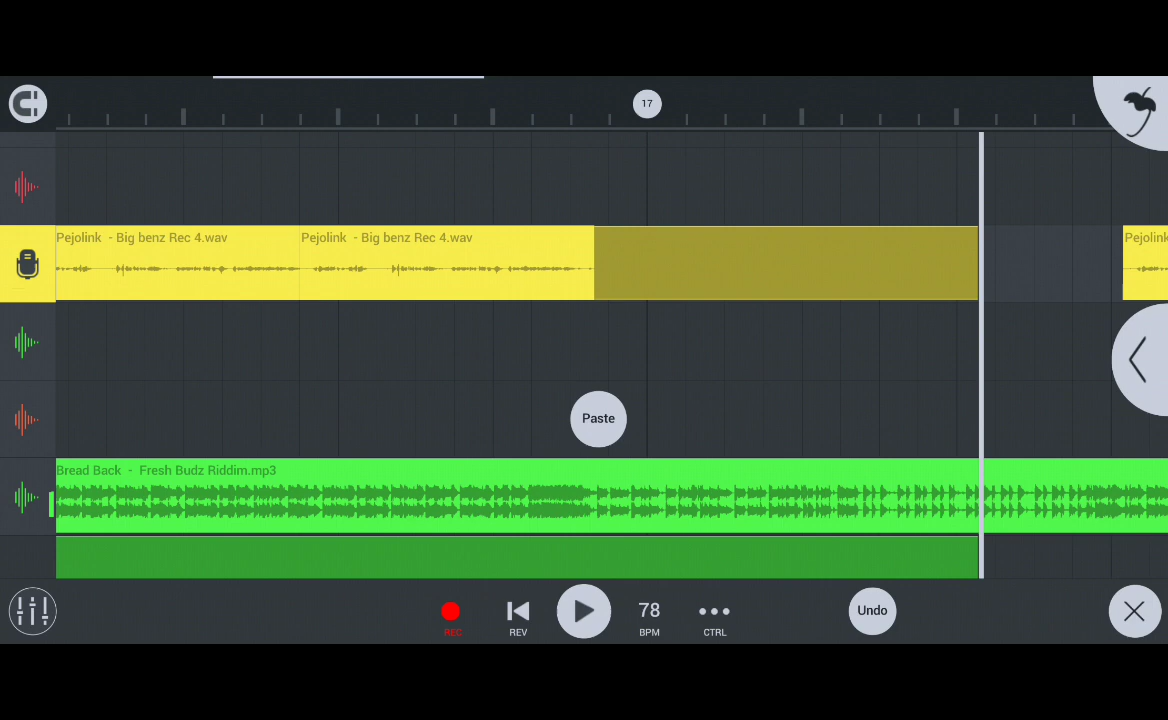 17
Pejolink - Big benz Rec 4.wav
Pejolink - Big benz Rec 4.wav
Pejolink
Paste
Bread Back - Fresh Budz Riddim.mp3
78
Undo
REC
REV
BPM
CTRL